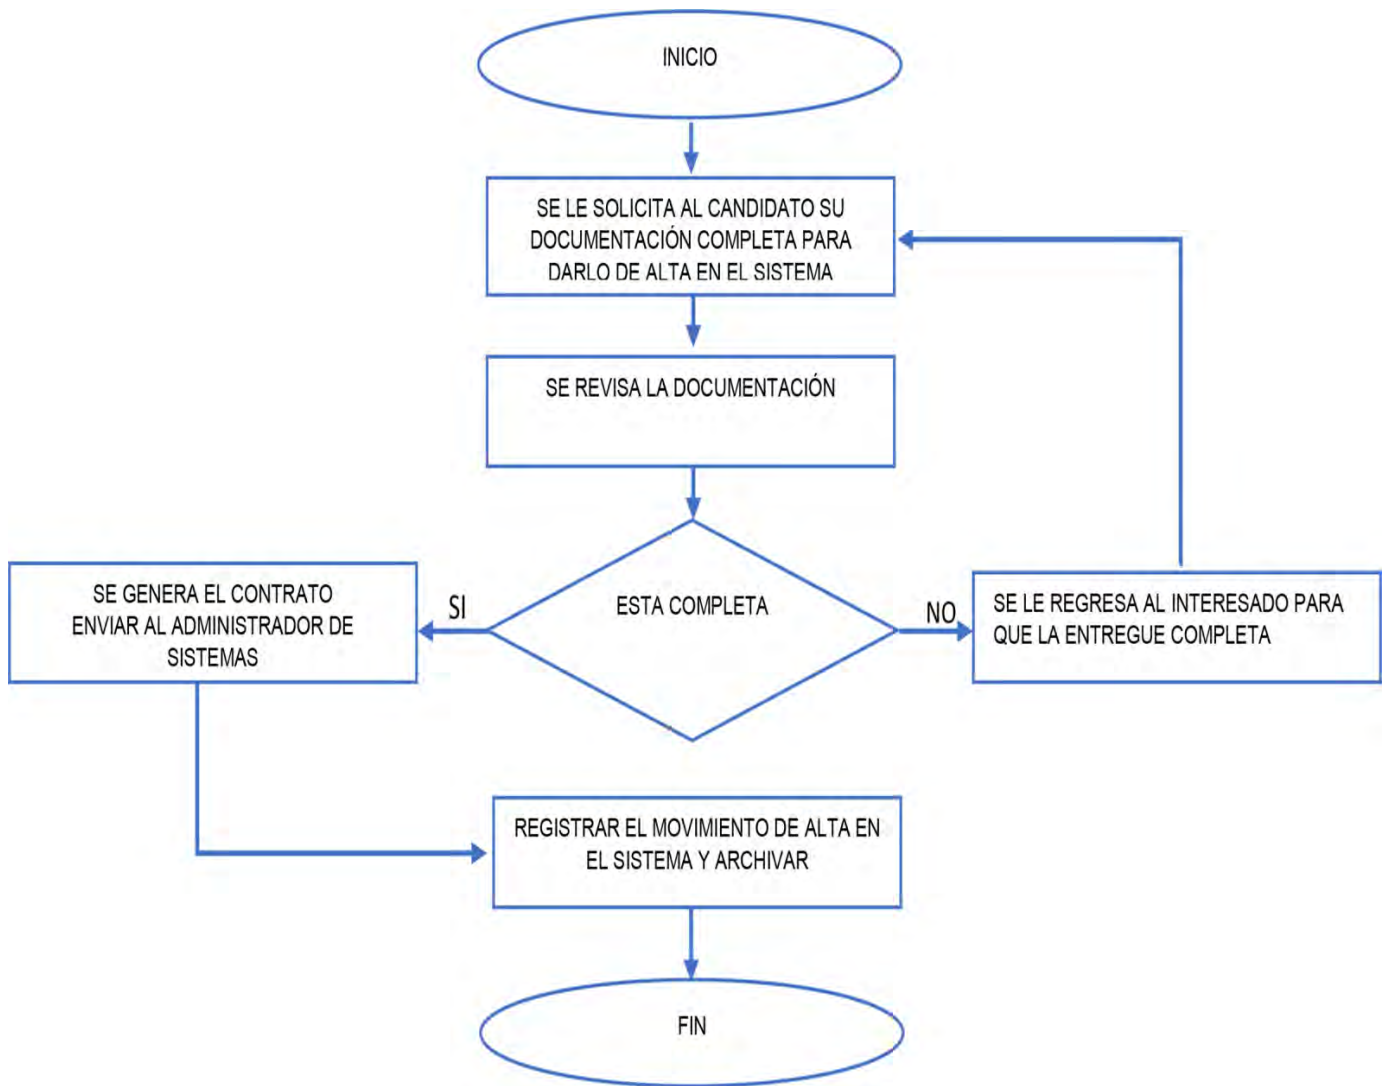 INICIO
SE LE SOLICITA AL CANDIDATO SU
DOCUMENTACIÓN COMPLETA PARA
DARLO DE ALTA EN EL SISTEMA
SE REVISA LA DOCUMENTACIÓN
ESTA COMPLETA
SI
SE GENERA EL CONTRATO
ENVIAR AL ADMINISTRADOR DE
SISTEMAS
NO
SE LE REGRESA AL INTERESADO PARA
QUE LA ENTREGUE COMPLETA
REGISTRAR EL MOVIMIENTO DE ALTA EN
EL SISTEMA Y ARCHIVAR
FIN